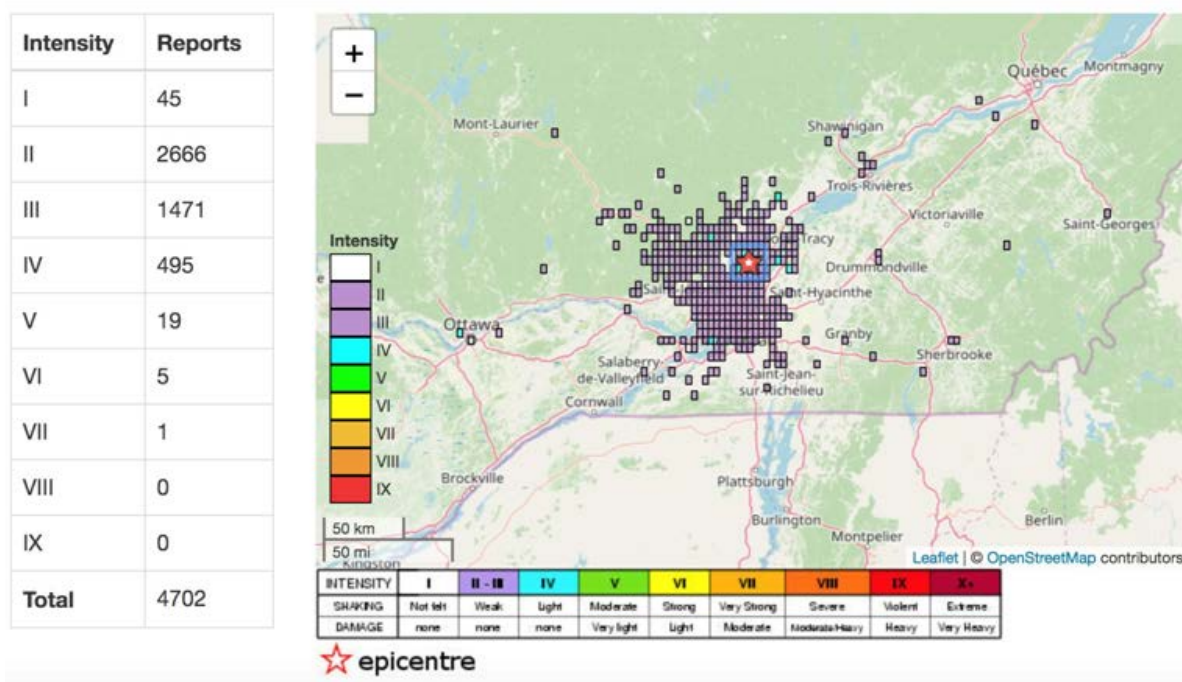 Intensity Reports
I 45
II 2666
III 1471
IV 495
V 19
VI 5
VII 1
VIII 0
IX 0
Total 4702
+
−
Québec
Montmagny
Mont-Laurier
Shawinigan
Trois-Rivières
Victoriaville
Saint-Georges
Tracy
Drummondville
Saint-Hyacinthe
Ottawa
Granby
Sherbrooke
Salaberry-
de-Valleyfield
Saint-Jean-
sur-Richelieu
Cornwall
Brockville
Plattsburgh
Burlington
Berlin
Montpelier
Kingston
Intensity
I
II
III
IV
V
VI
VII
VIII
IX
50 km
50 mi
Leaflet | © OpenStreetMap contributors
INTENSITY I II - III IV V VI VII VIII IX X+
SHAKING Not felt Weak Light Moderate Strong Very Strong Severe Violent Extreme
DAMAGE none none none Very light Light Moderate Moderate/Heavy Heavy Very Heavy
epicentre